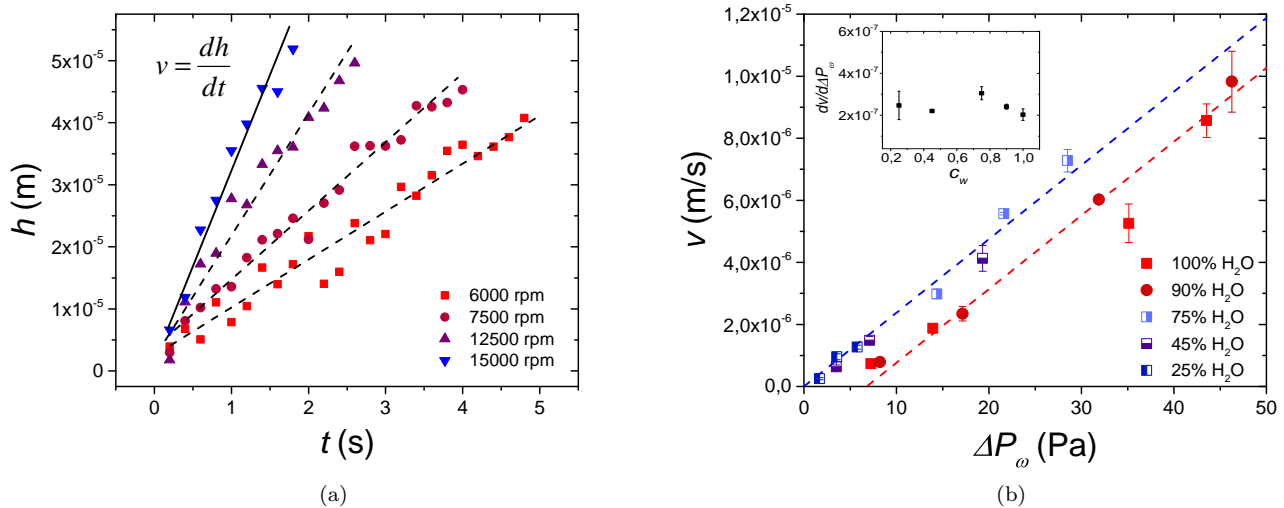 v = dh/dt
5x10⁻⁵
4x10⁻⁵
3x10⁻⁵
2x10⁻⁵
1x10⁻⁵
0
h (m)
6000 rpm
7500 rpm
12500 rpm
15000 rpm
0 1 2 3 4 5
t (s)
(a)
1,2x10⁻⁵
1,0x10⁻⁵
8,0x10⁻⁶
6,0x10⁻⁶
4,0x10⁻⁶
2,0x10⁻⁶
0,0
v (m/s)
6x10⁻⁷
4x10⁻⁷
2x10⁻⁷
dv/dΔP_ω
0,2 0,4 0,6 0,8 1,0
c_w
100% H₂O
90% H₂O
75% H₂O
45% H₂O
25% H₂O
0 10 20 30 40 50
ΔP_ω (Pa)
(b)